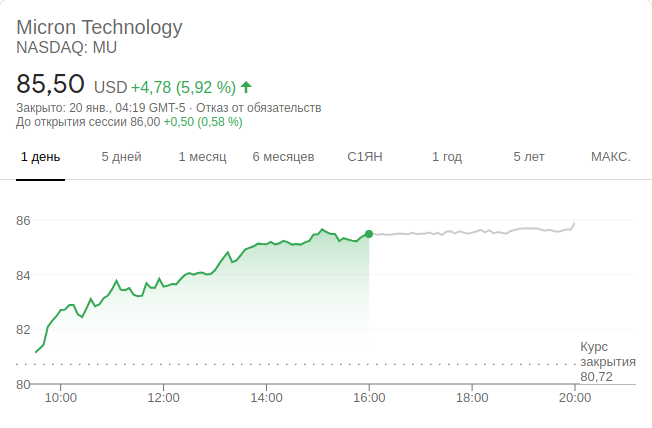 Micron Technology
NASDAQ: MU
85,50 USD +4,78 (5,92 %)
Закрыто: 20 янв., 04:19 GMT-5 · Отказ от обязательств
До открытия сессии 86,00 +0,50 (0,58 %)
1 день 5 дней 1 месяц 6 месяцев С1ЯН 1 год 5 лет МАКС.
86
84
82
80
Курс
закрытия
80,72
10:00 12:00 14:00 16:00 18:00 20:00